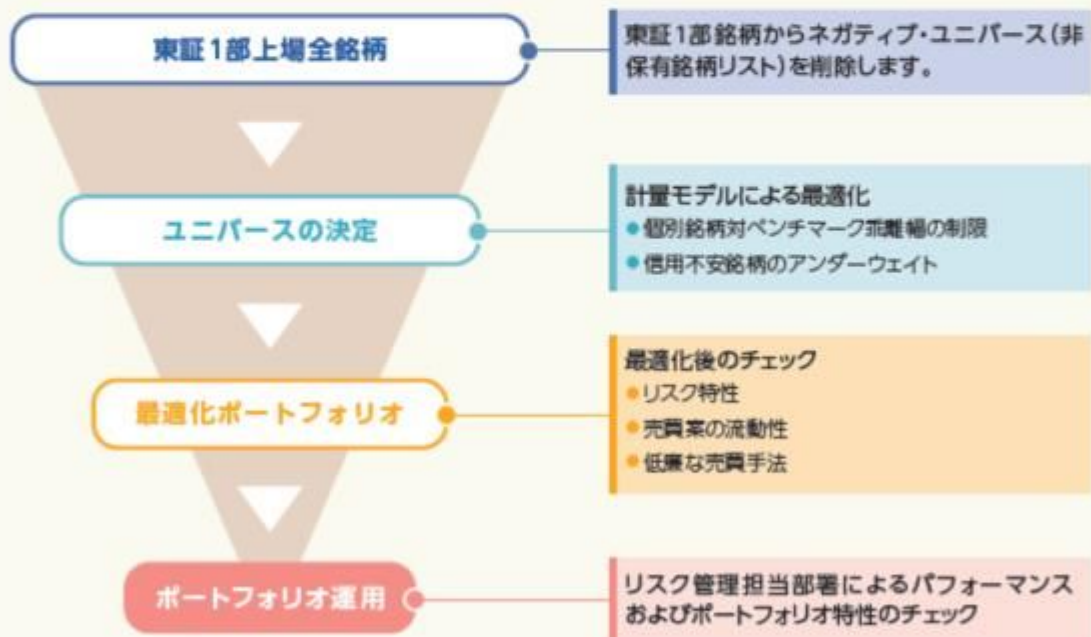 東証1部上場全銘柄
東証1部銘柄からネガティブ・ユニバース(非
保有銘柄リスト)を削除します。
ユニバースの決定
計量モデルによる最適化
●個別銘柄対ベンチマーク乖離幅の制限
●信用不安銘柄のアンダーウェイト
最適化ポートフォリオ
最適化後のチェック
●リスク特性
●売買案の流動性
●低廉な売買手法
ポートフォリオ運用
リスク管理担当部署によるパフォーマンス
およびポートフォリオ特性のチェック